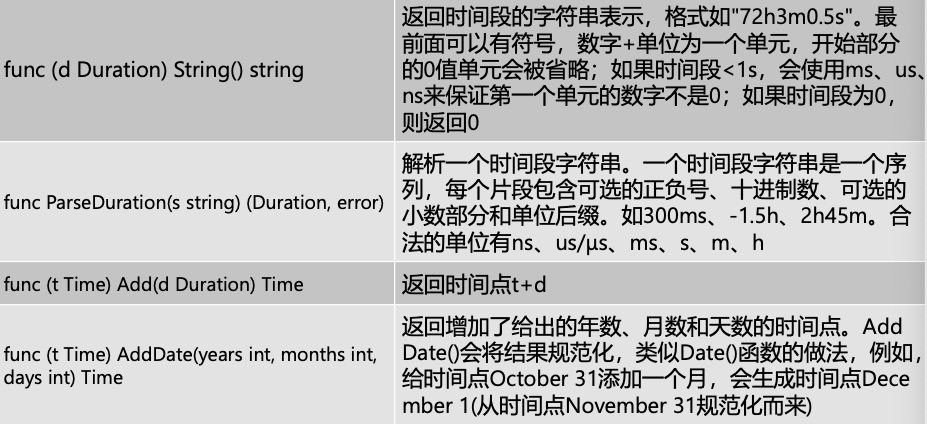 func (d Duration) String() string
返回时间段的字符串表示，格式如"72h3m0.5s"。最
前面可以有符号，数字+单位为一个单元，开始部分
的0值单元会被省略；如果时间段<1s，会使用ms、us、
ns来保证第一个单元的数字不是0；如果时间段为0，
则返回0
func ParseDuration(s string) (Duration, error)
解析一个时间段字符串。一个时间段字符串是一个序
列，每个片段包含可选的正负号、十进制数、可选的
小数部分和单位后缀。如300ms、-1.5h、2h45m。合
法的单位有ns、us/µs、ms、s、m、h
func (t Time) Add(d Duration) Time
返回时间点t+d
func (t Time) AddDate(years int, months int,
days int) Time
返回增加了给出的年数、月数和天数的时间点。Add
Date()会将结果规范化，类似Date()函数的做法，例如，
给时间点October 31添加一个月，会生成时间点Dece
mber 1(从时间点November 31规范化而来)